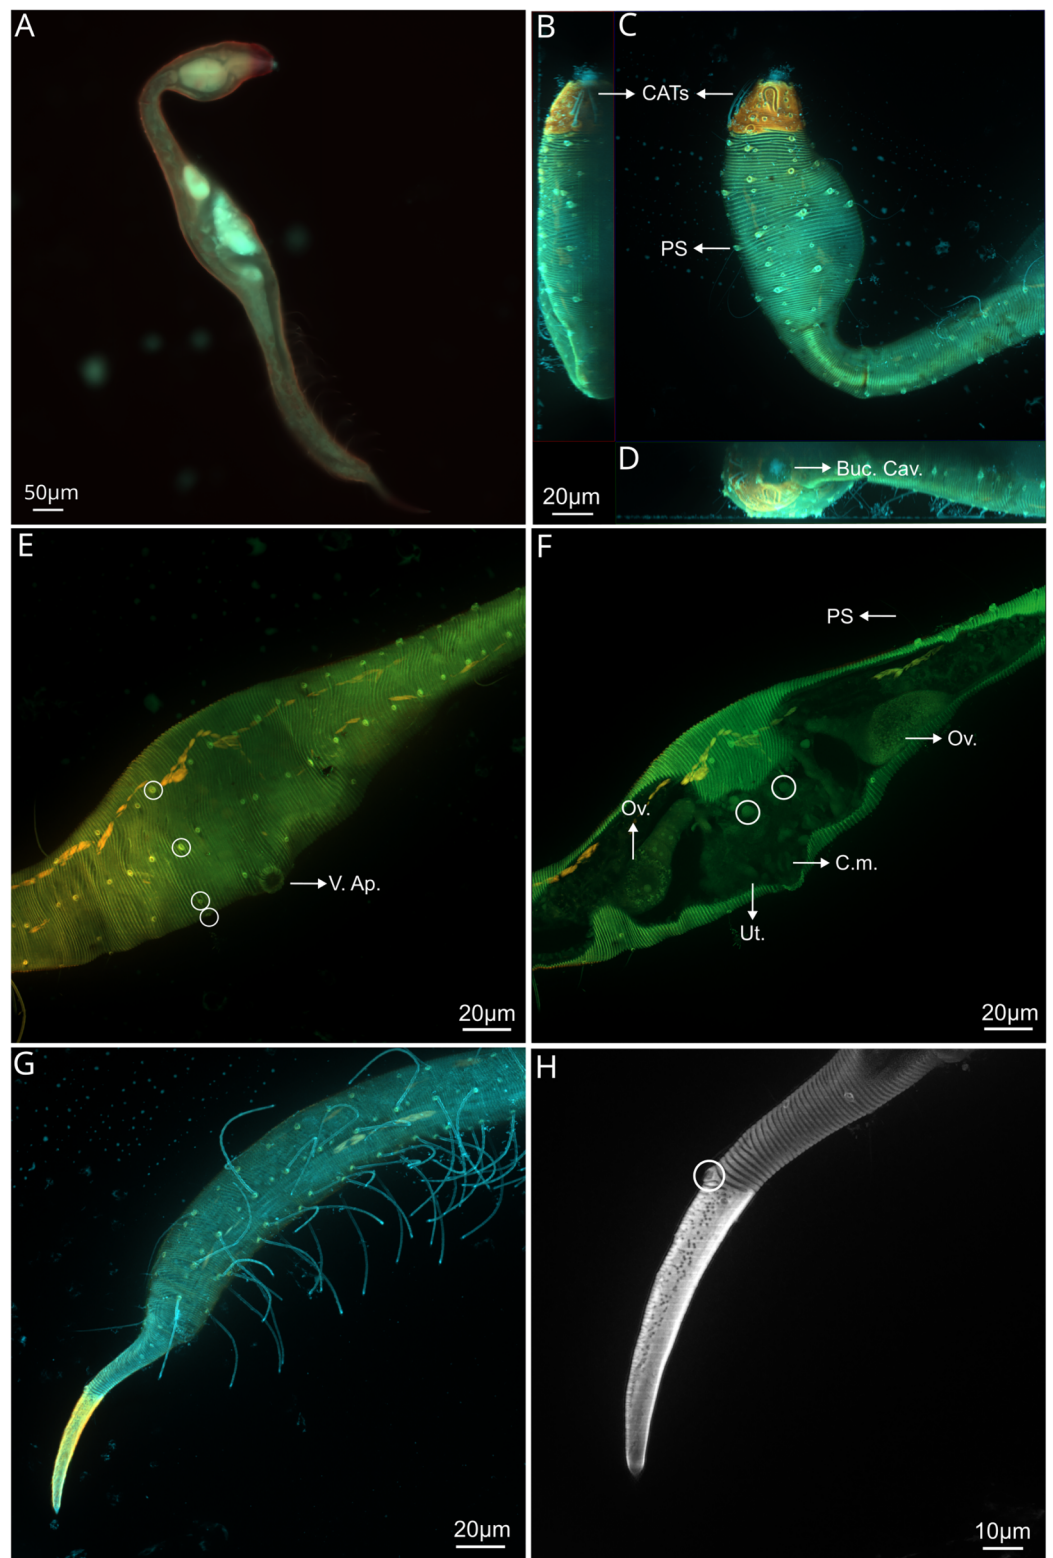 A
50µm
B
C
CATs
PS
D
Buc. Cav.
20µm
E
V. Ap.
20µm
F
PS
Ov.
Ov.
C.m.
Ut.
20µm
G
20µm
H
10µm